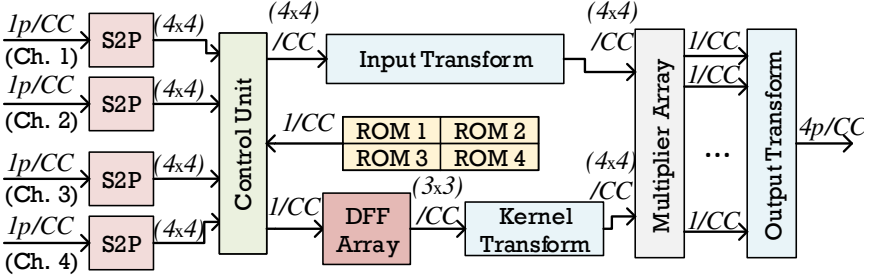 1p/CC
(Ch. 1)
S2P
(4x4)
1p/CC
(Ch. 2)
S2P
(4x4)
1p/CC
(Ch. 3)
S2P
(4x4)
1p/CC
(Ch. 4)
S2P
(4x4)
Control Unit
(4x4)
/CC
Input Transform
(4x4)
/CC
1/CC
ROM 1
ROM 2
ROM 3
ROM 4
1/CC
DFF
Array
(3x3)
/CC
Kernel
Transform
(4x4)
/CC
Multiplier Array
1/CC
1/CC
...
1/CC
Output Transform
4p/CC